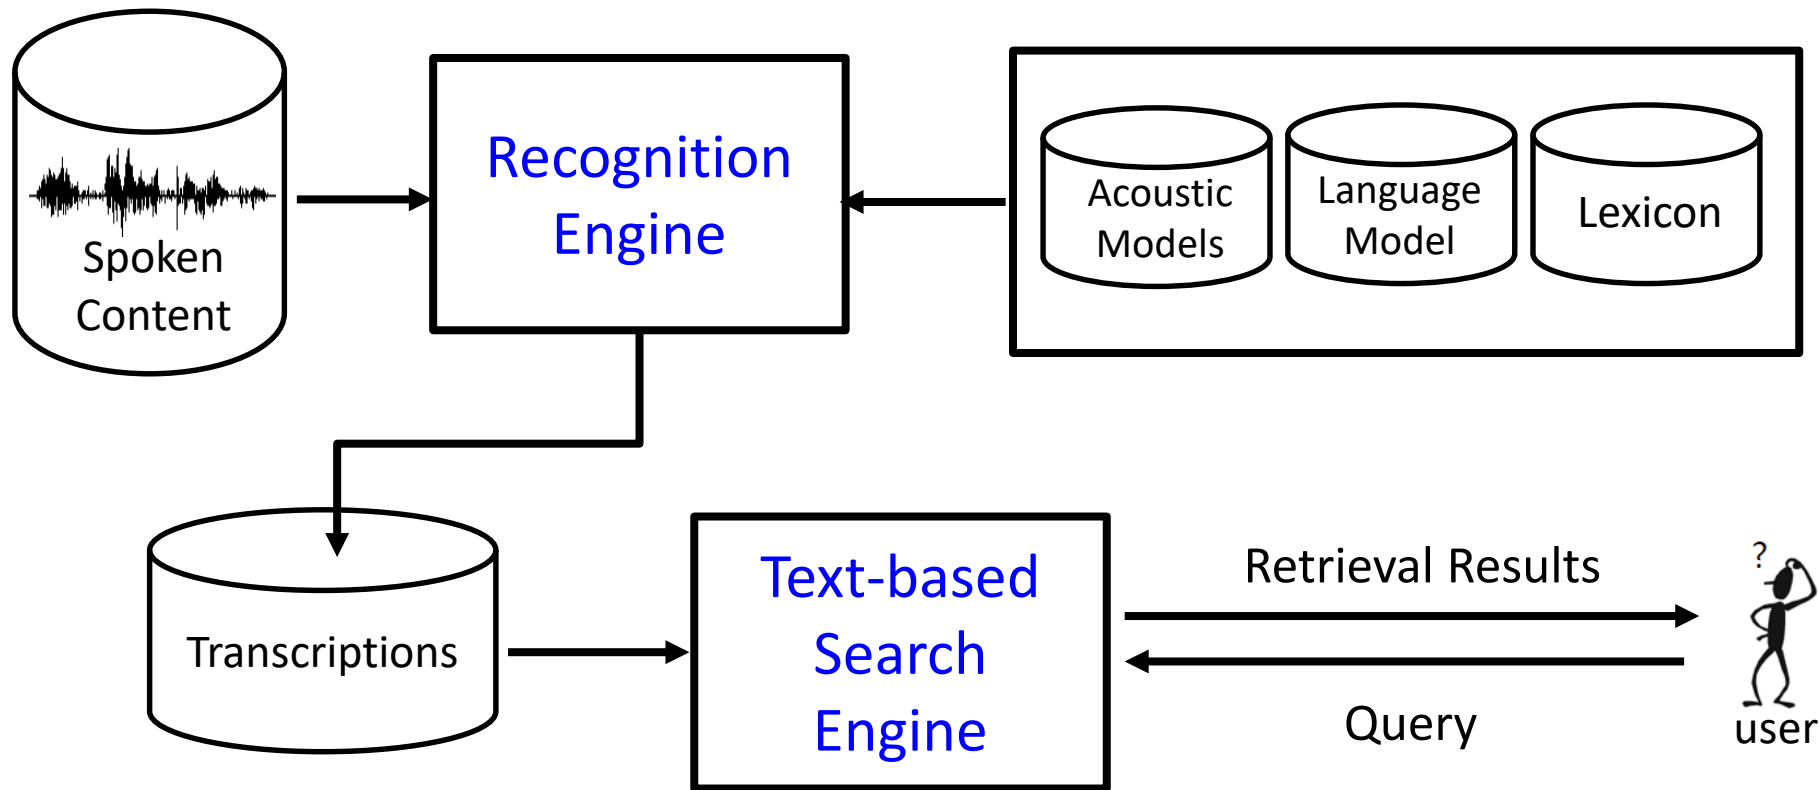 Spoken
Content
Recognition
Engine
Acoustic
Models
Language
Model
Lexicon
Transcriptions
Text-based
Search
Engine
Retrieval Results
Query
?
user